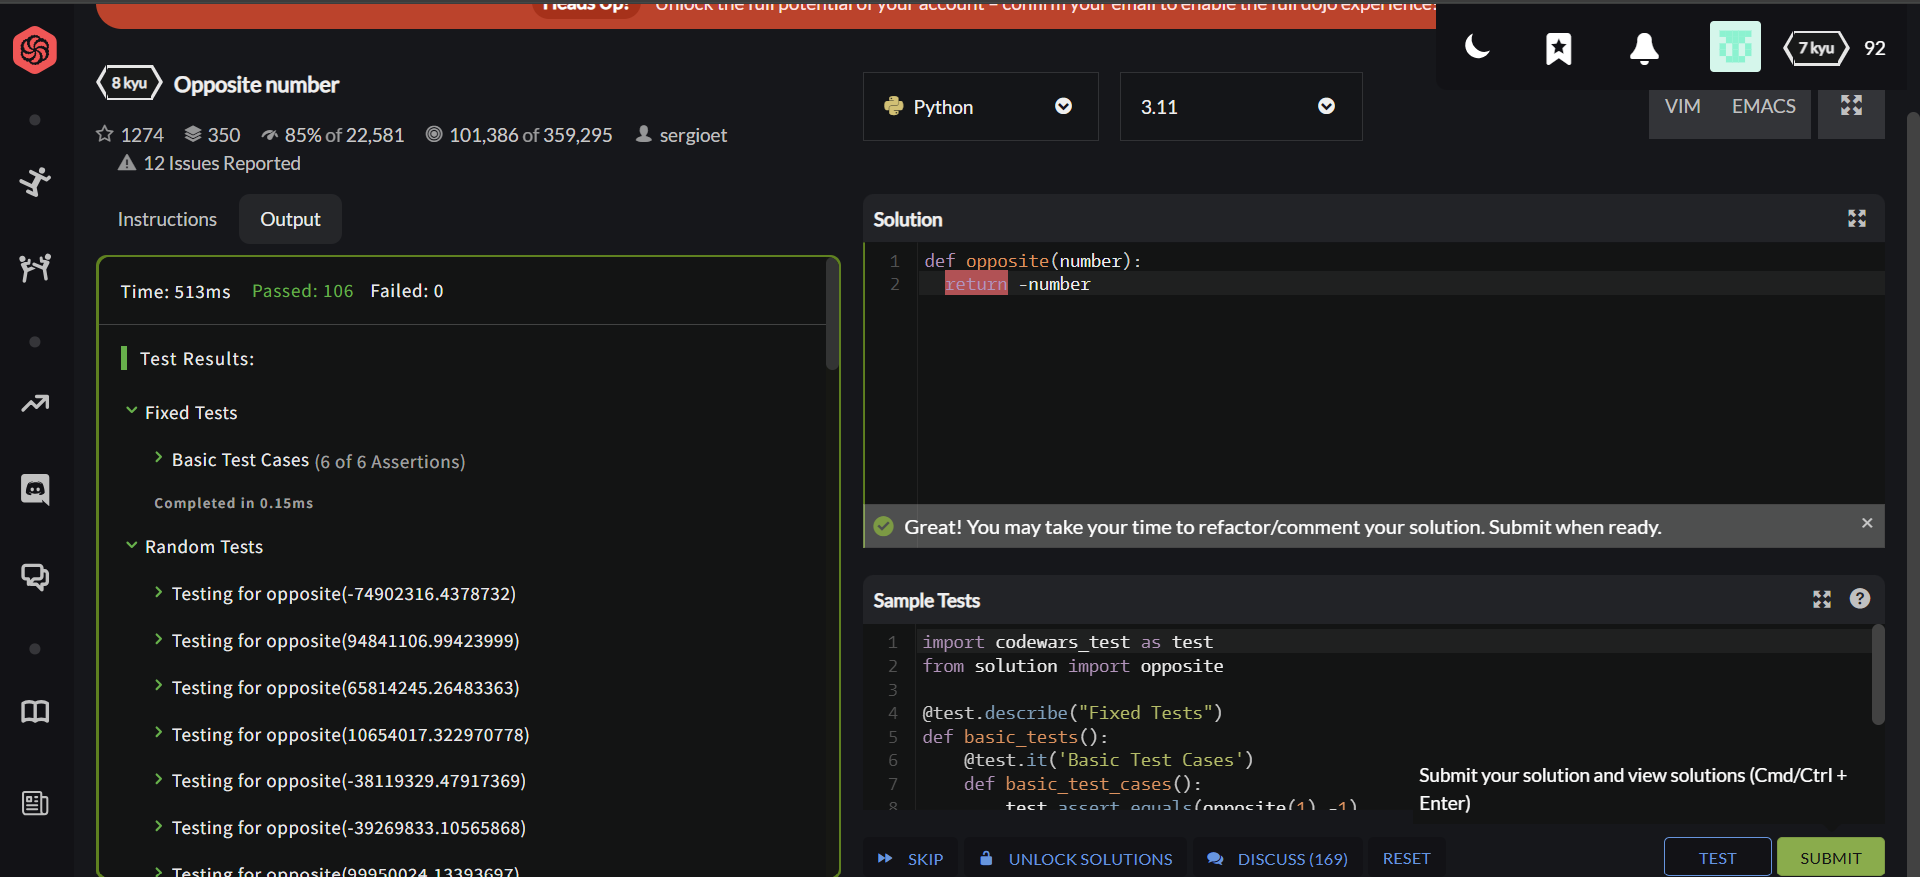 Heads Up! Unlock the full potential of your account – confirm your email to enable the full dojo experience!
7 kyu 92
8 kyu Opposite number
1274 350 85% of 22,581 101,386 of 359,295 sergioet
12 Issues Reported
Python
3.11
VIM EMACS
Instructions Output
Time: 513ms Passed: 106 Failed: 0
Test Results:
Fixed Tests
Basic Test Cases (6 of 6 Assertions)
Completed in 0.15ms
Random Tests
Testing for opposite(-74902316.4378732)
Testing for opposite(94841106.99423999)
Testing for opposite(65814245.26483363)
Testing for opposite(10654017.322970778)
Testing for opposite(-38119329.47917369)
Testing for opposite(-39269833.10565868)
Testing for opposite(99950024.13393697)
Solution
1 def opposite(number):
2 return -number
Great! You may take your time to refactor/comment your solution. Submit when ready.
Sample Tests
1 import codewars_test as test
2 from solution import opposite
3
4 @test.describe("Fixed Tests")
5 def basic_tests():
6 @test.it('Basic Test Cases')
7 def basic_test_cases():
8 test.assert_equals(opposite(1), -1)
Submit your solution and view solutions (Cmd/Ctrl +
Enter)
SKIP UNLOCK SOLUTIONS DISCUSS (169) RESET TEST SUBMIT